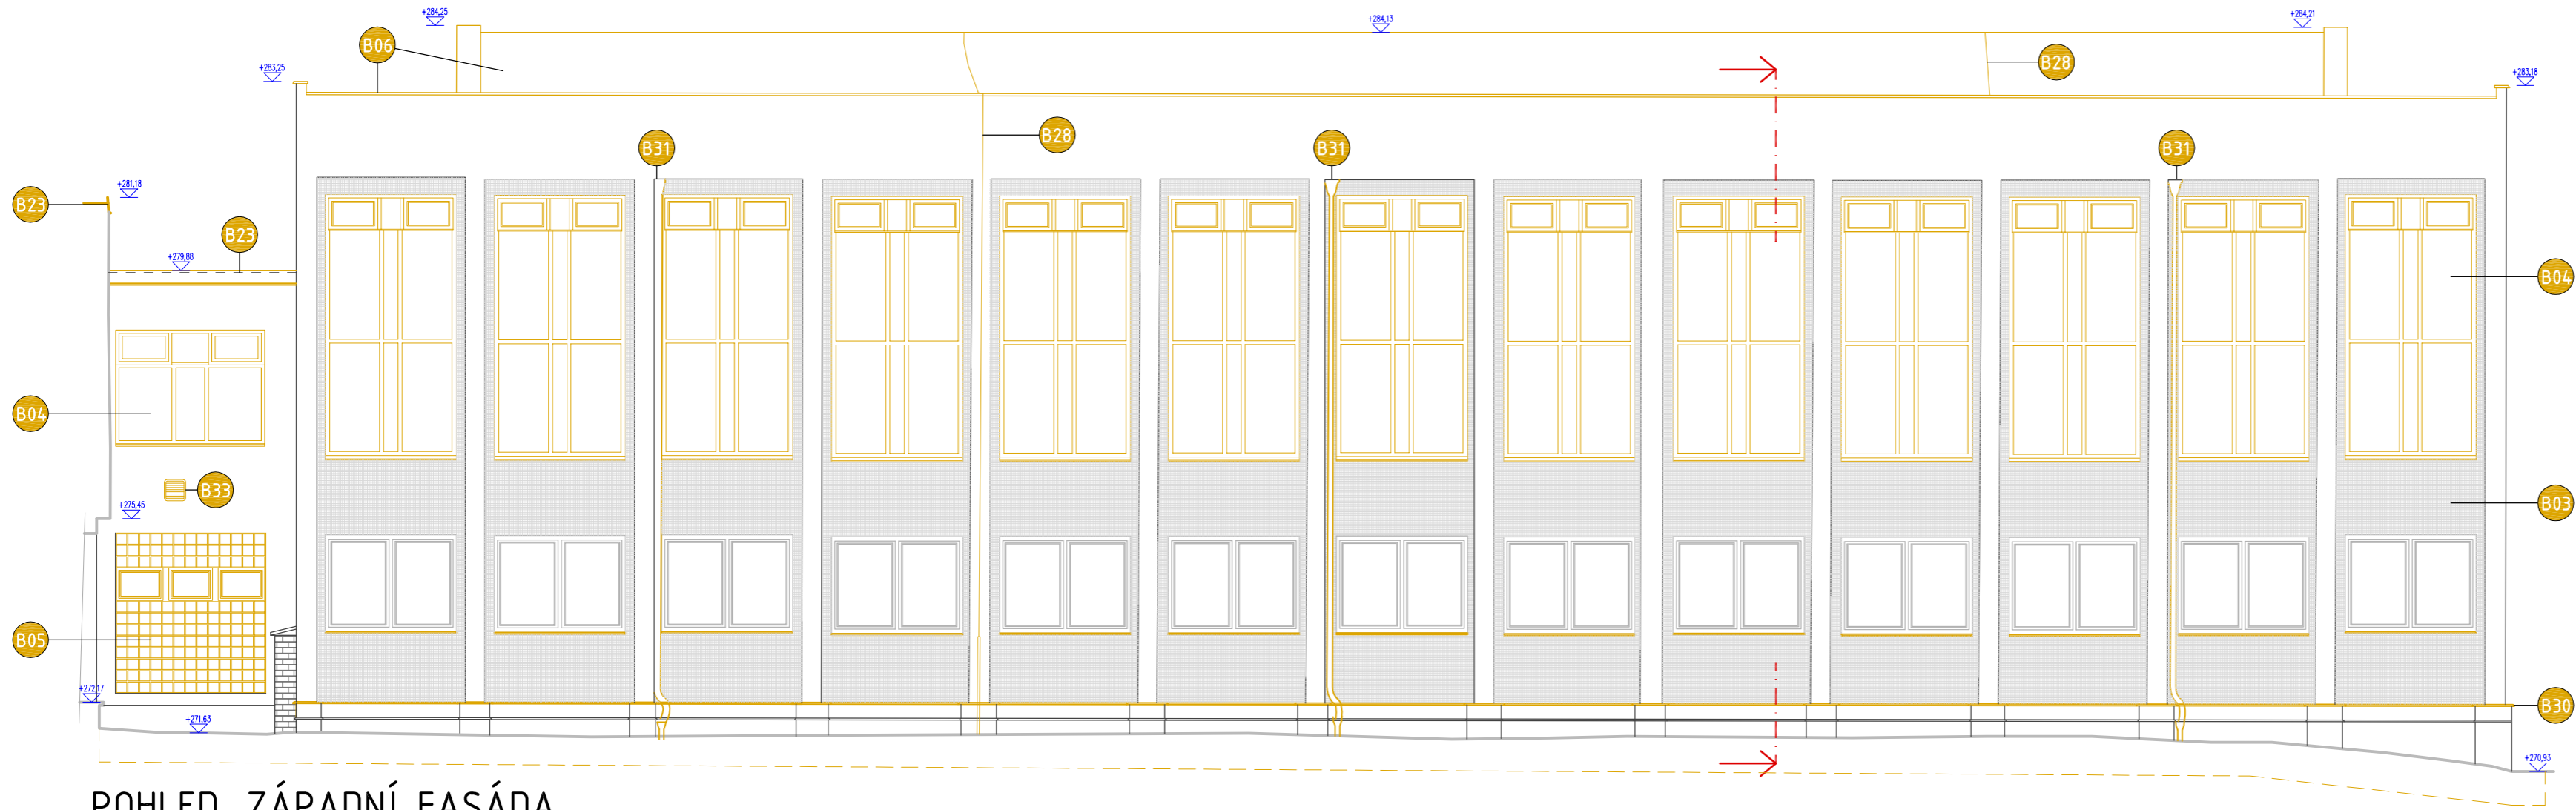 +284,25
+284,13
+284,21
B06
B28
+283,25
+283,18
B28
B31
B31
B31
+281,18
B23
B23
+279,88
B04
B04
B33
B03
+275,45
B05
+272,17
B30
+271,63
+270,93
POHLED ZÁPADNÍ FASÁDA